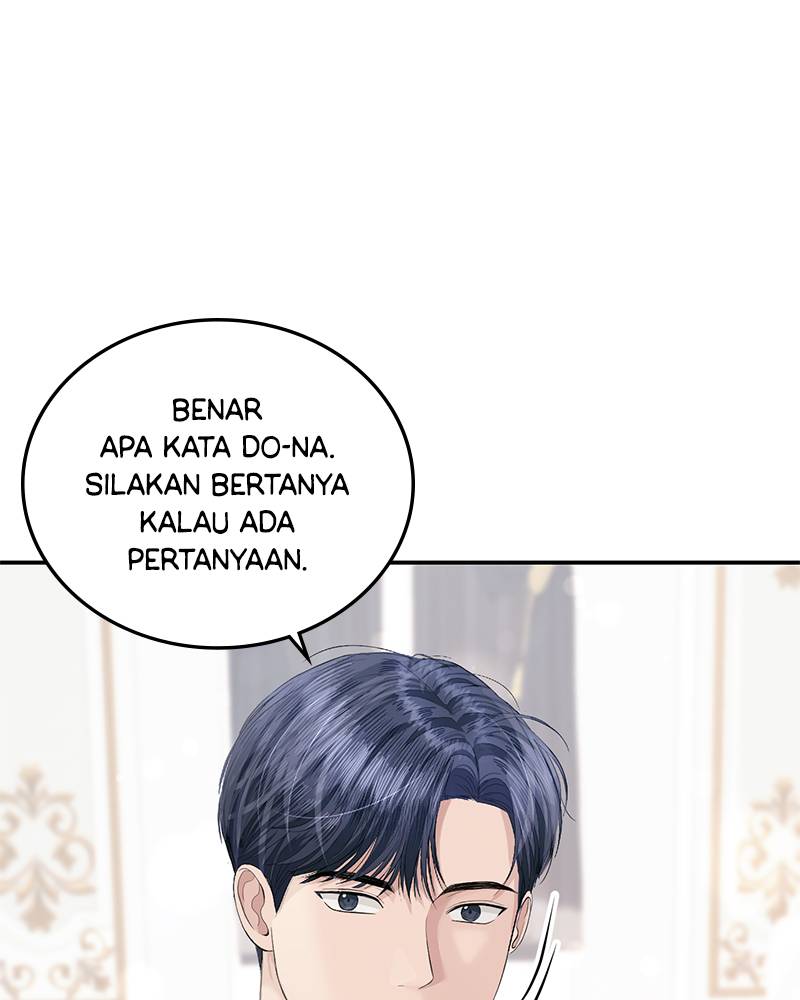 BENAR
APA KATA DO-NA.
SILAKAN BERTANYA
KALAU ADA
PERTANYAAN.